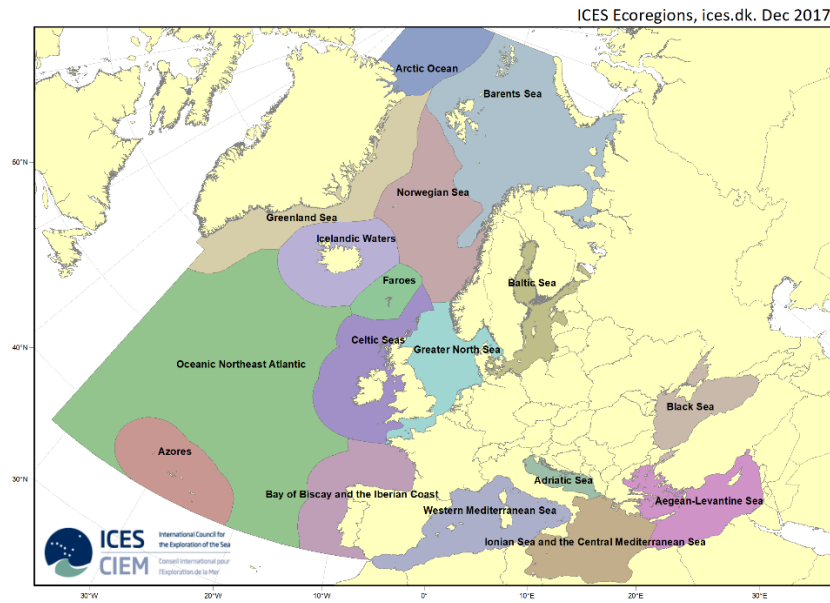 ICES Ecoregions, ices.dk. Dec 2017
Arctic Ocean
Barents Sea
50°N
Norwegian Sea
Greenland Sea
Icelandic Waters
Faroes
Baltic Sea
40°N
Celtic Seas
Greater North Sea
Oceanic Northeast Atlantic
Black Sea
Azores
30°N
Adriatic Sea
Bay of Biscay and the Iberian Coast
Aegean-Levantine Sea
Western Mediterranean Sea
Ionian Sea and the Central Mediterranean Sea
ICES
CIEM
International Council for
the Exploration of the Sea
Conseil International pour
l'Exploration de la Mer
30°W
20°W
10°W
0°
10°E
20°E
30°E